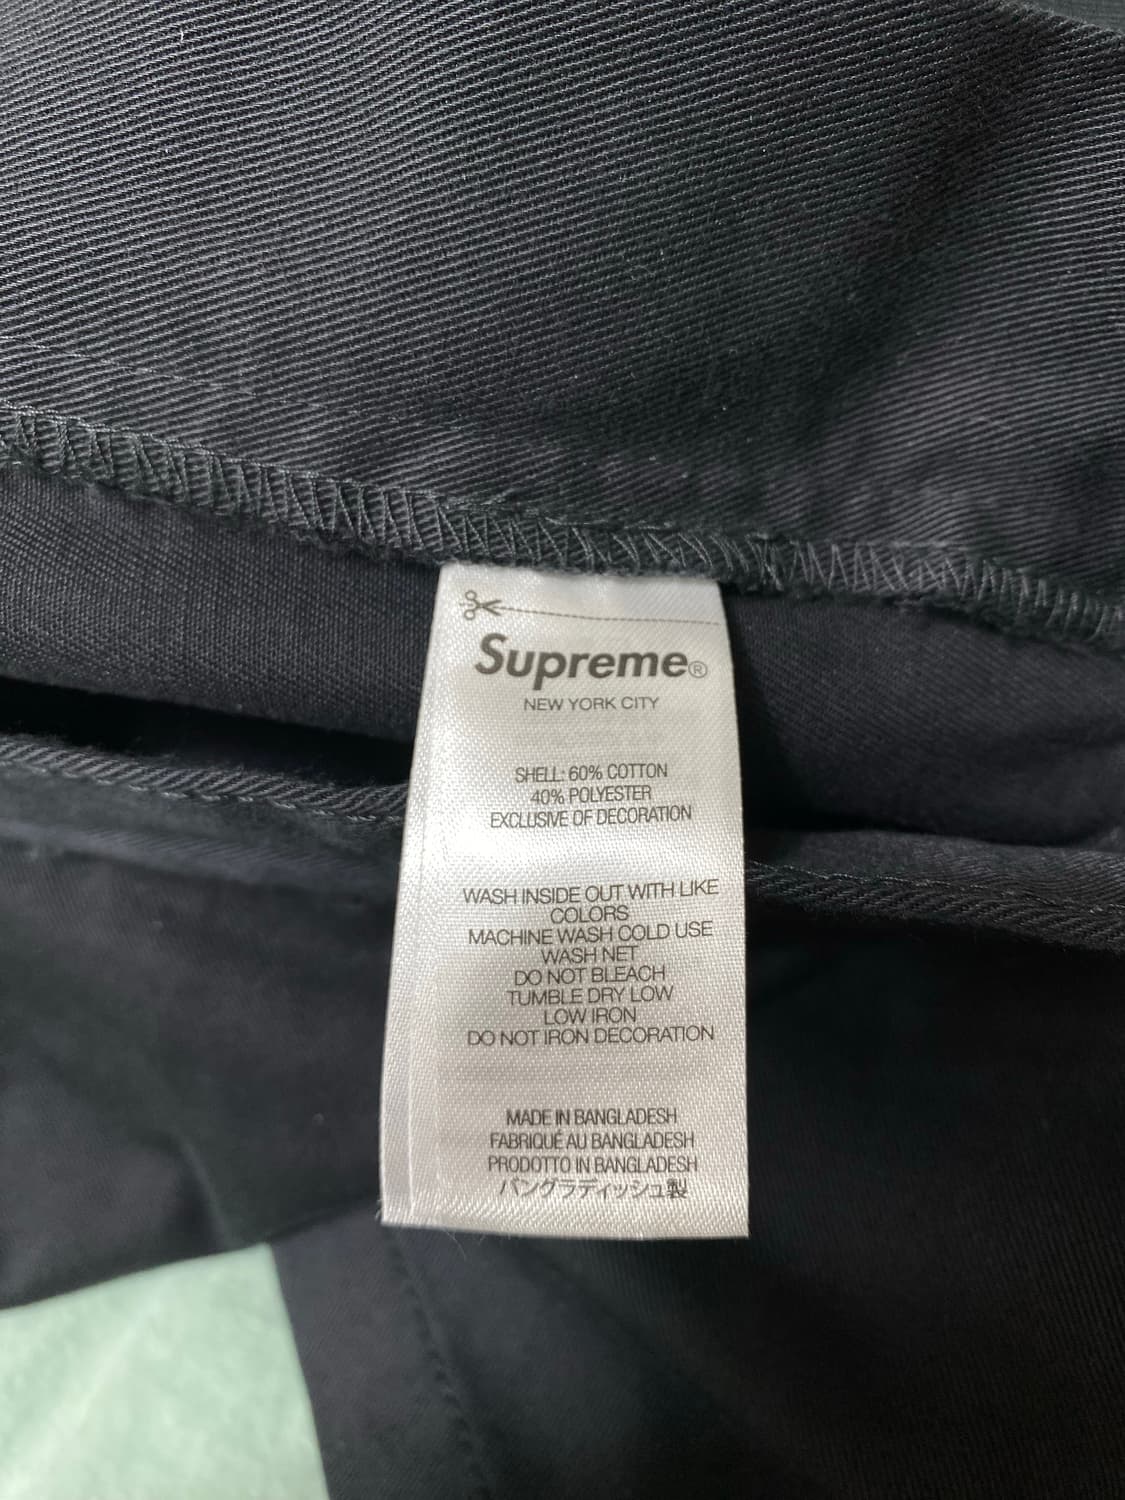 Supreme®
NEW YORK CITY
SHELL: 60% COTTON
40% POLYESTER
EXCLUSIVE OF DECORATION
WASH INSIDE OUT WITH LIKE
COLORS
MACHINE WASH COLD USE
WASH NET
DO NOT BLEACH
TUMBLE DRY LOW
LOW IRON
DO NOT IRON DECORATION
MADE IN BANGLADESH
FABRIQUÉ AU BANGLADESH
PRODOTTO IN BANGLADESH
バングラディッシュ製